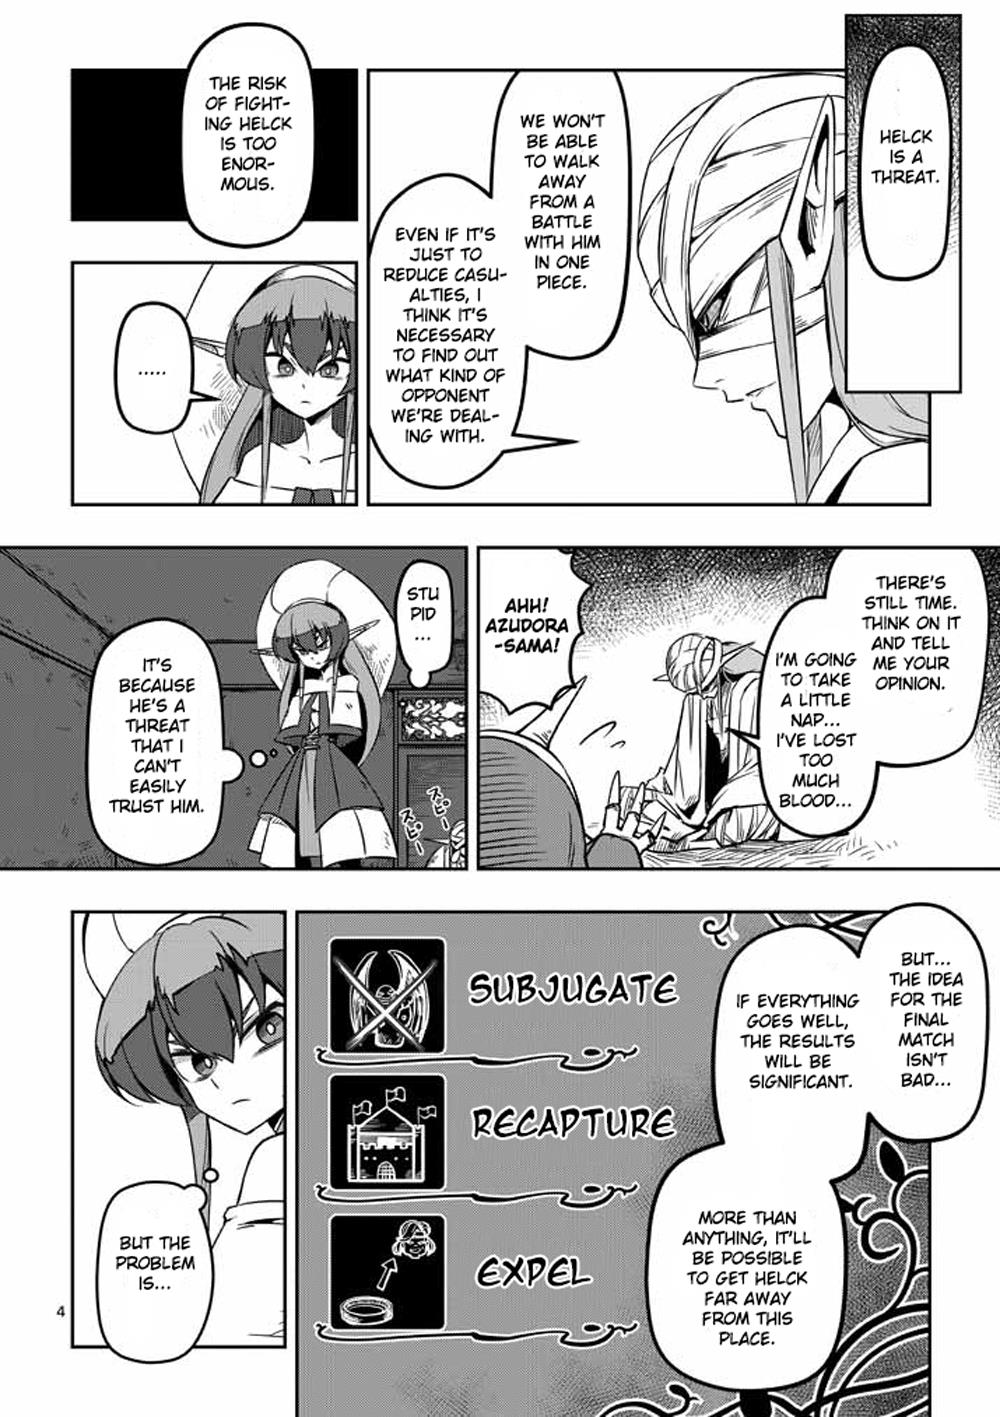 HELCK
IS A
THREAT.
WE WON'T
BE ABLE
TO WALK
AWAY
FROM A
BATTLE
WITH HIM
IN ONE
PIECE.
EVEN IF IT'S
JUST TO
REDUCE CASU-
ALTIES, I
THINK IT'S
NECESSARY
TO FIND OUT
WHAT KIND OF
OPPONENT
WE'RE DEAL-
ING WITH.
THE RISK
OF FIGHT-
ING HELCK
IS TOO
ENOR-
MOUS.
.....
THERE'S
STILL TIME.
THINK ON IT
AND TELL
ME YOUR
OPINION.
I'M GOING
TO TAKE
A LITTLE
NAP...
I'VE LOST
TOO
MUCH
BLOOD...
AHH!
AZUDORA
-SAMA!
STU
PID
...
IT'S
BECAUSE
HE'S A
THREAT
THAT I
CAN'T
EASILY
TRUST HIM.
スピー
スピー
BUT...
THE IDEA
FOR THE
FINAL
MATCH
ISN'T
BAD...
IF EVERYTHING
GOES WELL,
THE RESULTS
WILL BE
SIGNIFICANT.
MORE THAN
ANYTHING, IT'LL
BE POSSIBLE
TO GET HELCK
FAR AWAY
FROM THIS
PLACE.
SUBJUGATE
RECAPTURE
EXPEL
BUT THE
PROBLEM
IS...
4